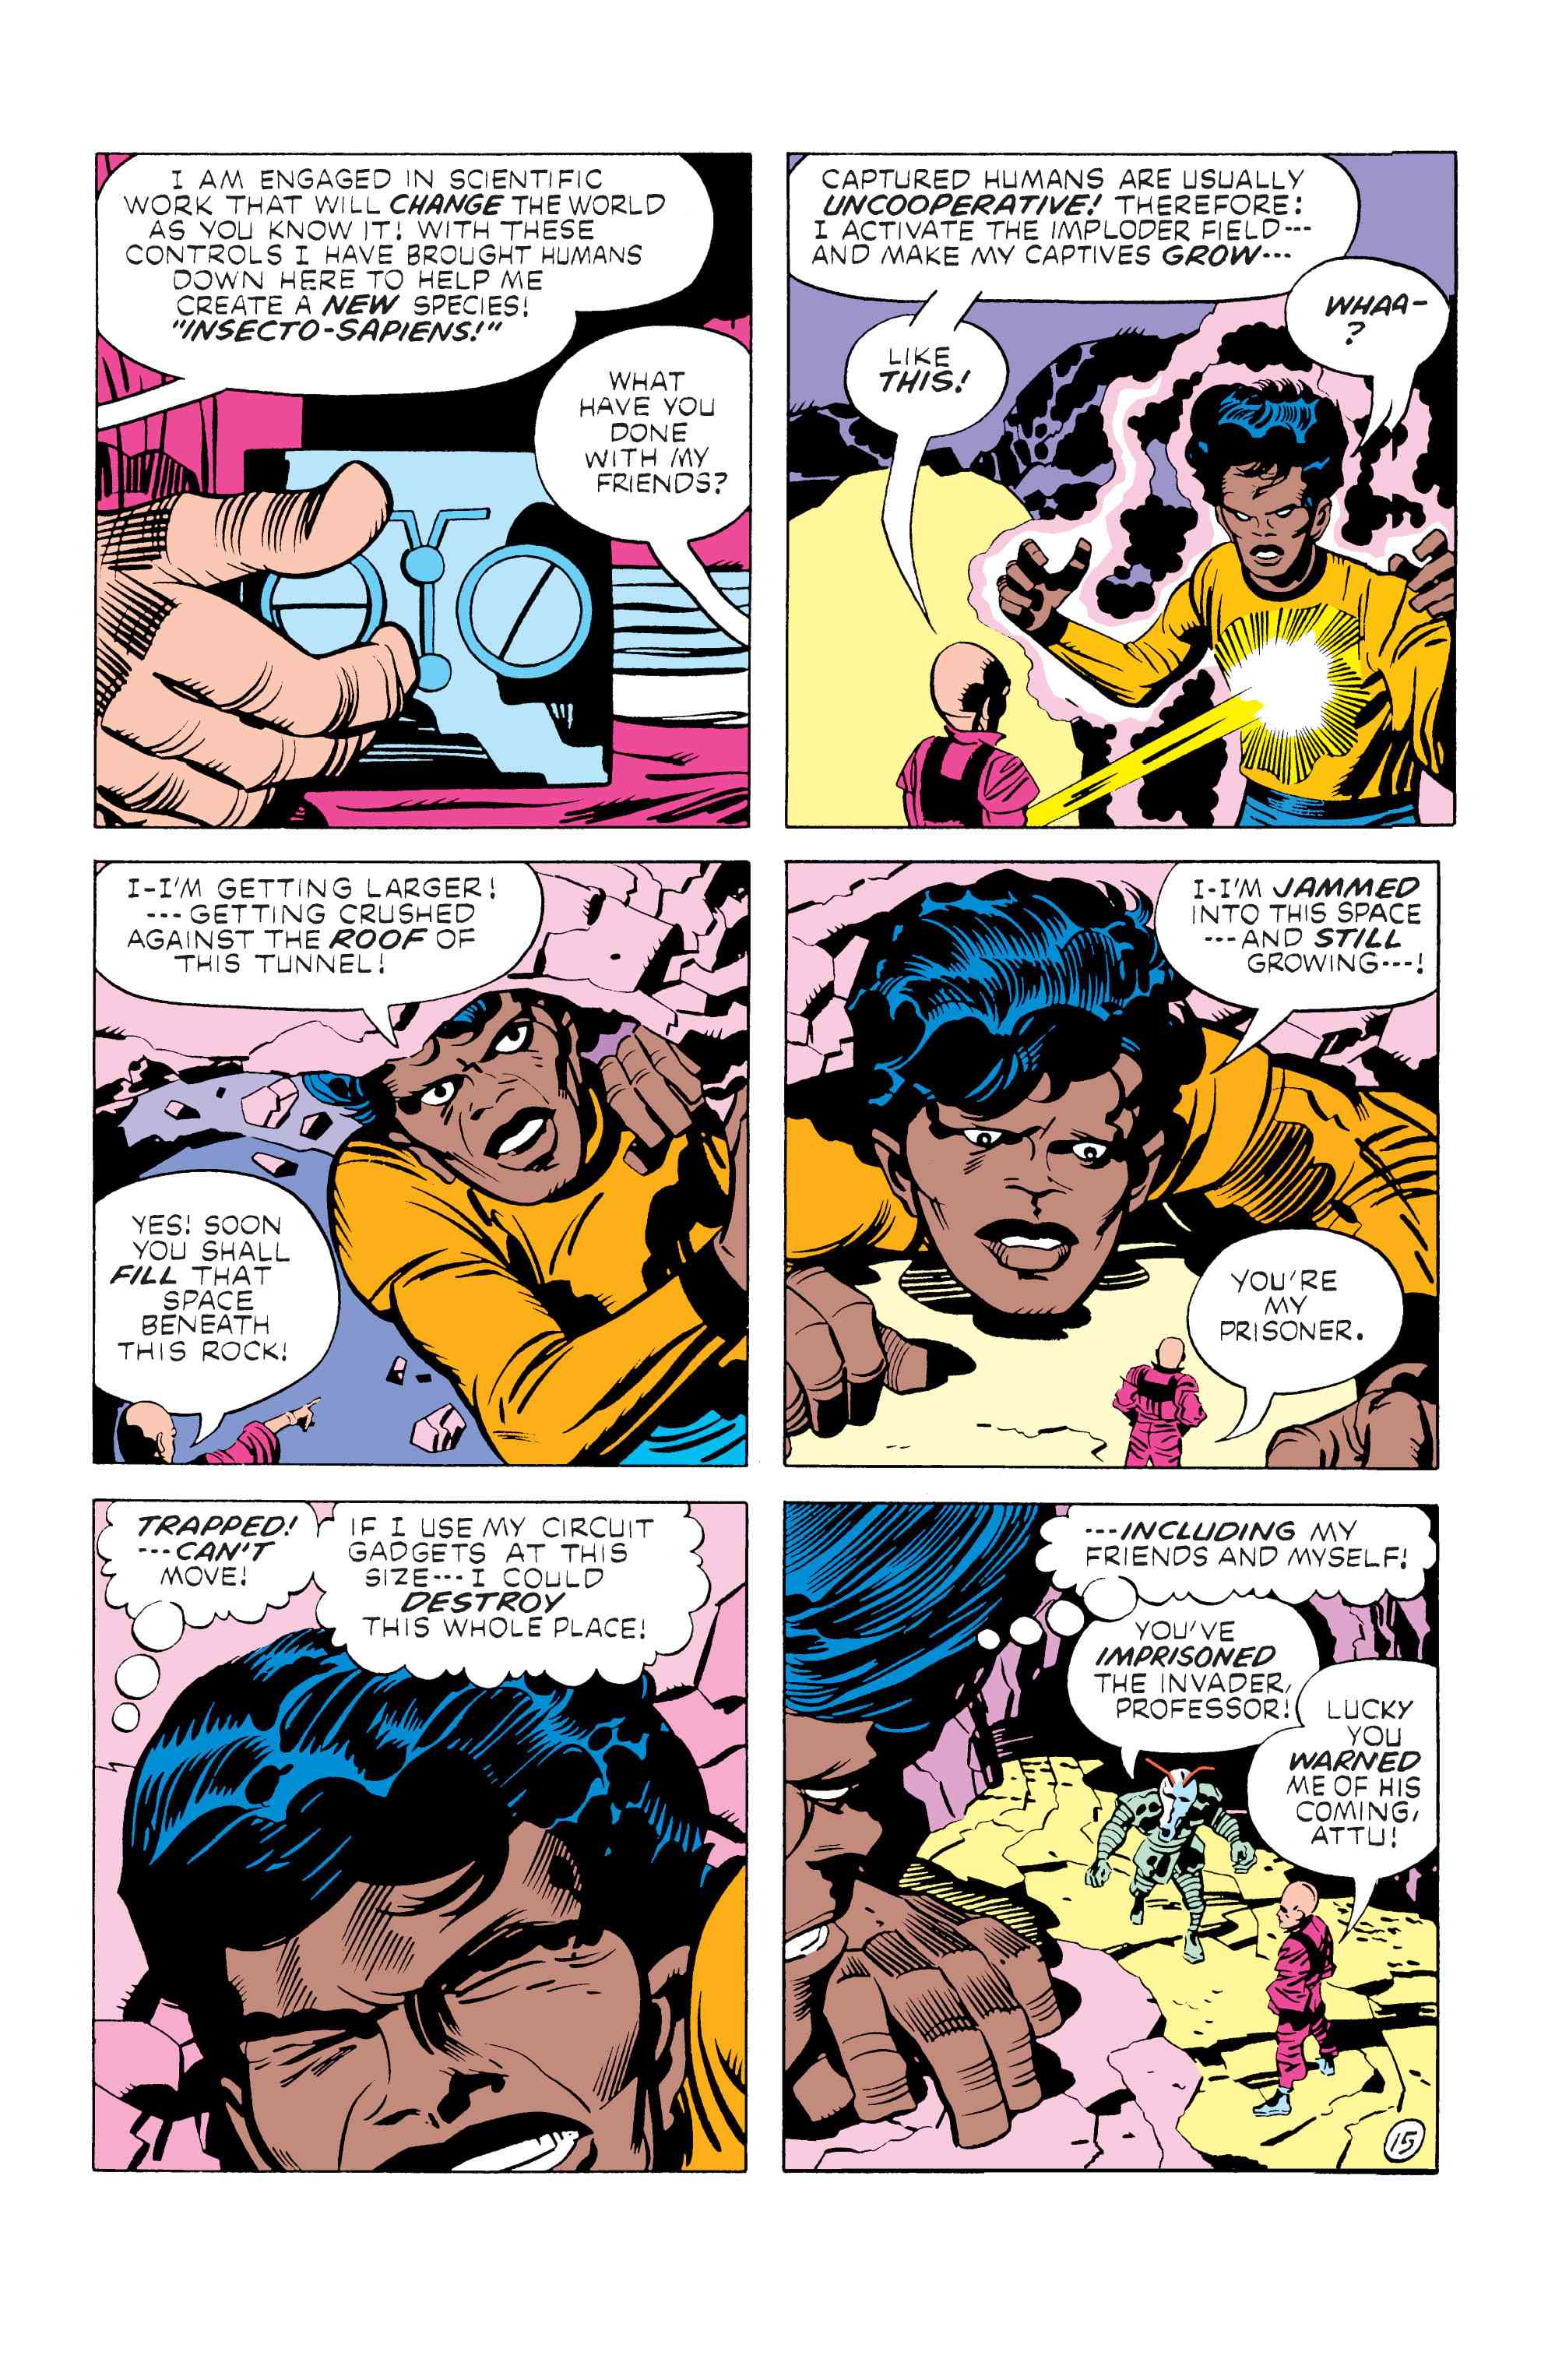 I AM ENGAGED IN SCIENTIFIC
WORK THAT WILL CHANGE THE WORLD
AS YOU KNOW IT! WITH THESE
CONTROLS I HAVE BROUGHT HUMANS
DOWN HERE TO HELP ME
CREATE A NEW SPECIES!
"INSECTO-SAPIENS!"
WHAT
HAVE YOU
DONE
WITH MY
FRIENDS?
CAPTURED HUMANS ARE USUALLY
UNCOOPERATIVE! THEREFORE:
I ACTIVATE THE IMPLODER FIELD---
AND MAKE MY CAPTIVES GROW---
LIKE
THIS!
WHAA-
?
I-I'M GETTING LARGER!
---GETTING CRUSHED
AGAINST THE ROOF OF
THIS TUNNEL!
YES! SOON
YOU SHALL
FILL THAT
SPACE
BENEATH
THIS ROCK!
I-I'M JAMMED
INTO THIS SPACE
---AND STILL
GROWING---!
YOU'RE
MY
PRISONER.
TRAPPED!
---CAN'T
MOVE!
IF I USE MY CIRCUIT
GADGETS AT THIS
SIZE---I COULD
DESTROY
THIS WHOLE PLACE!
---INCLUDING MY
FRIENDS AND MYSELF!
YOU'VE
IMPRISONED
THE INVADER,
PROFESSOR!
LUCKY
YOU
WARNED
ME OF HIS
COMING,
ATTU!
15